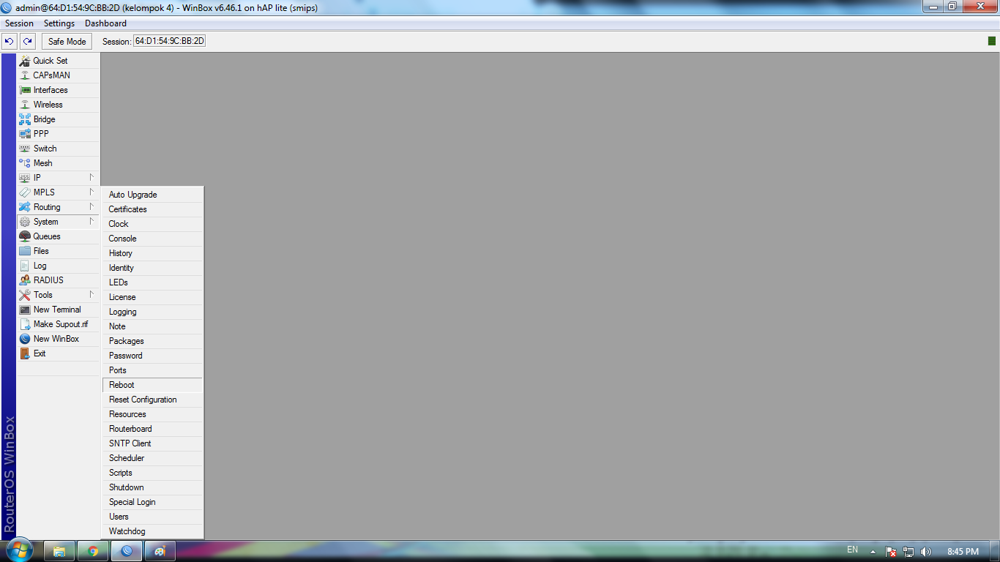 admin@64:D1:54:9C:BB:2D (kelompok 4) - WinBox v6.46.1 on hAP lite (smips)
Session Settings Dashboard
Safe Mode Session: 64:D1:54:9C:BB:2D
Quick Set
CAPsMAN
Interfaces
Wireless
Bridge
PPP
Switch
Mesh
IP
MPLS
Routing
System
Queues
Files
Log
RADIUS
Tools
New Terminal
Make Supout.rif
New WinBox
Exit
Auto Upgrade
Certificates
Clock
Console
History
Identity
LEDs
License
Logging
Note
Packages
Password
Ports
Reboot
Reset Configuration
Resources
Routerboard
SNTP Client
Scheduler
Scripts
Shutdown
Special Login
Users
Watchdog
RouterOS WinBox
EN 8:45 PM